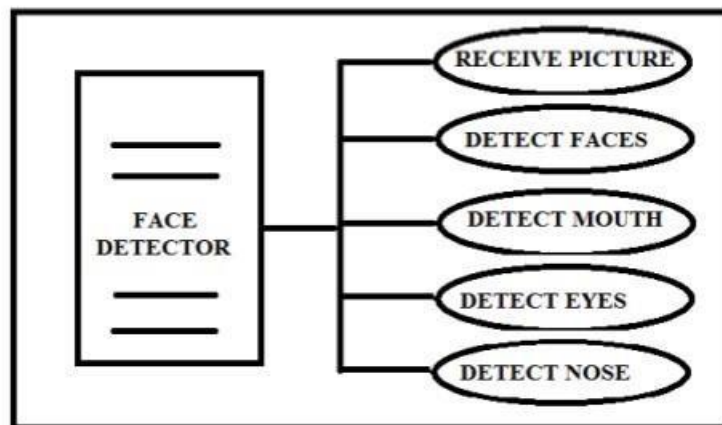 FACE
DETECTOR
RECEIVE PICTURE
DETECT FACES
DETECT MOUTH
DETECT EYES
DETECT NOSE